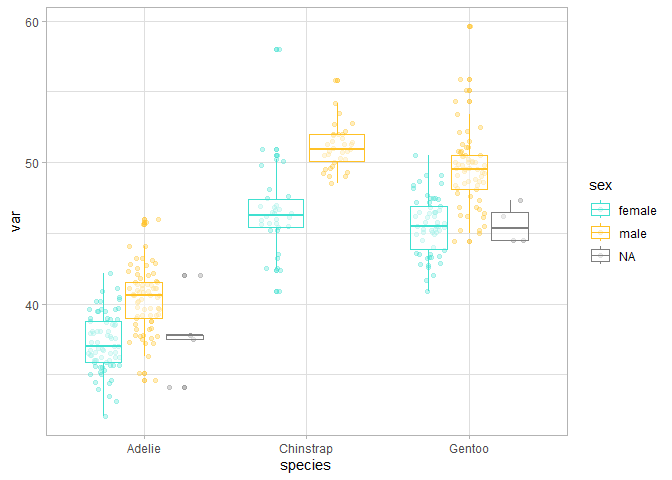 60
50
40
var
Adelie
Chinstrap
Gentoo
species
sex
female
male
NA